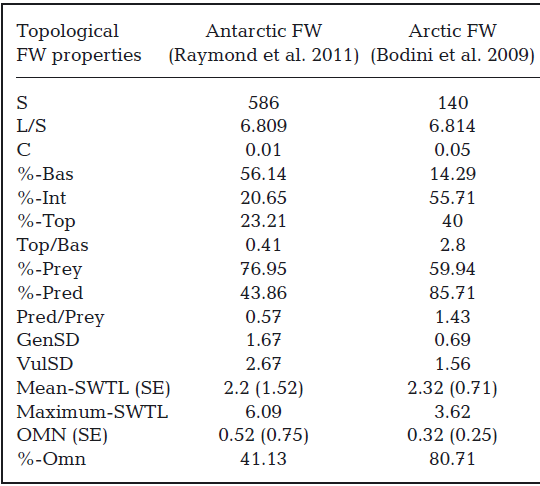 Topological Antarctic FW Arctic FW
FW properties (Raymond et al. 2011) (Bodini et al. 2009)
S 586 140
L/S 6.809 6.814
C 0.01 0.05
%-Bas 56.14 14.29
%-Int 20.65 55.71
%-Top 23.21 40
Top/Bas 0.41 2.8
%-Prey 76.95 59.94
%-Pred 43.86 85.71
Pred/Prey 0.57 1.43
GenSD 1.67 0.69
VulSD 2.67 1.56
Mean-SWTL (SE) 2.2 (1.52) 2.32 (0.71)
Maximum-SWTL 6.09 3.62
OMN (SE) 0.52 (0.75) 0.32 (0.25)
%-Omn 41.13 80.71